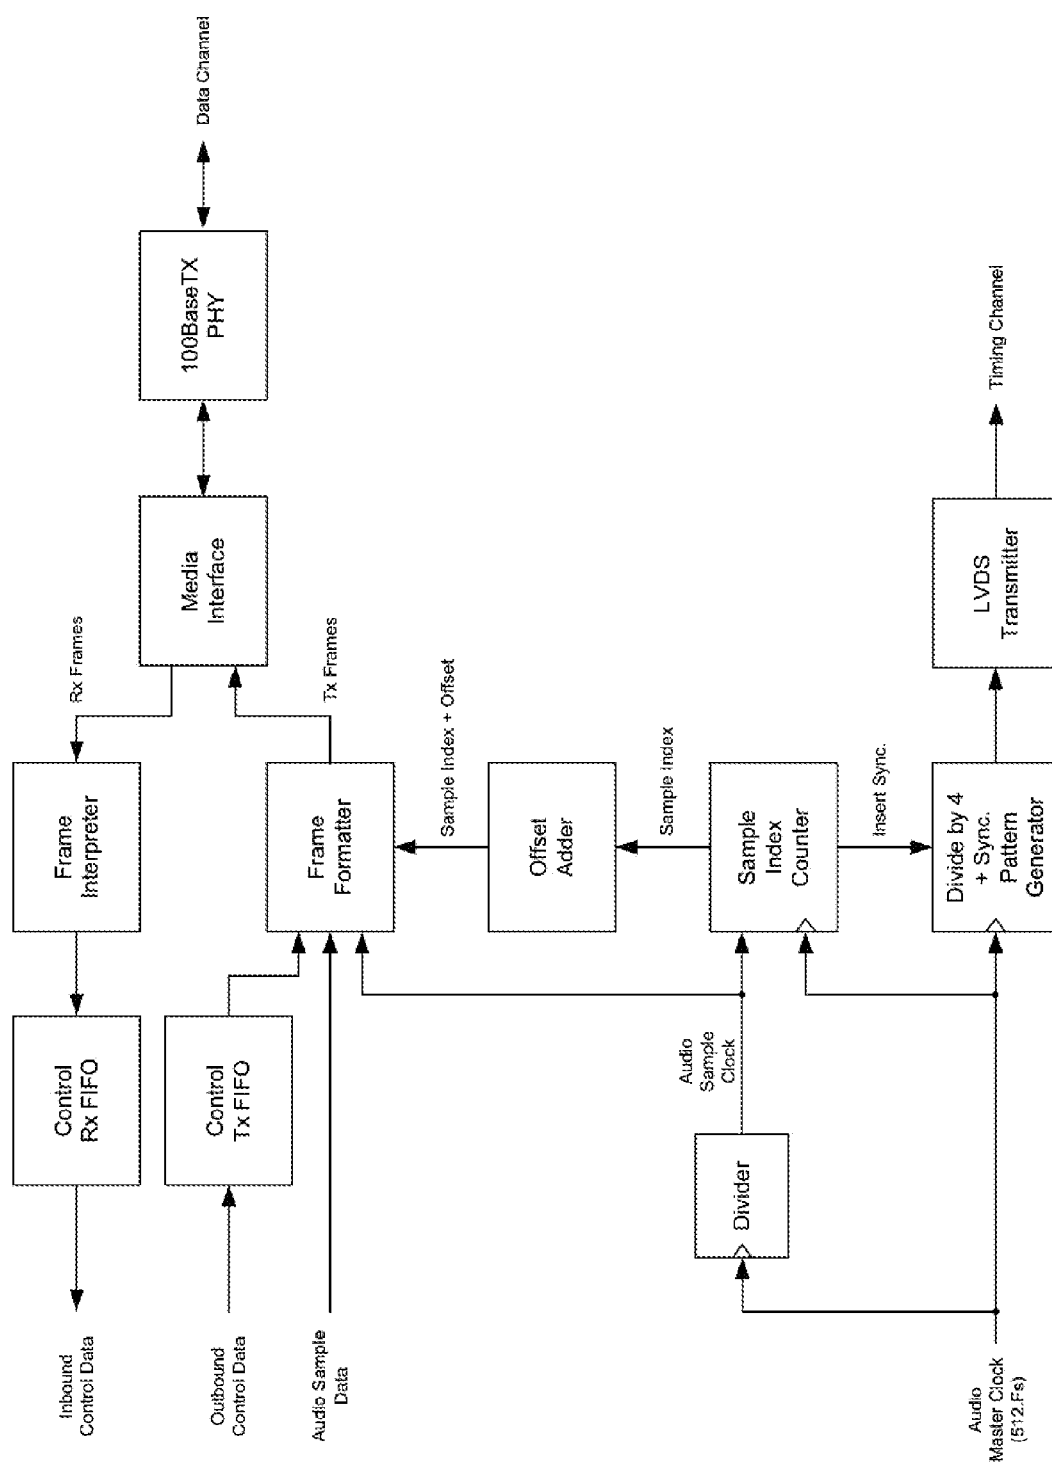 Inbound
Control Data
Control
Rx FIFO
Frame
Interpreter
Rx Frames
Outbound
Control Data
Control
Tx FIFO
Media
Interface
100BaseTX
PHY
Data Channel
Audio Sample
Data
Frame
Formatter
Tx Frames
Sample Index + Offset
Offset
Adder
Sample Index
Audio
Sample
Clock
Divider
Sample
Index
Counter
Insert Sync.
Audio
Master Clock
(512.Fs)
Divide by 4
+ Sync.
Pattern
Generator
LVDS
Transmitter
Timing Channel